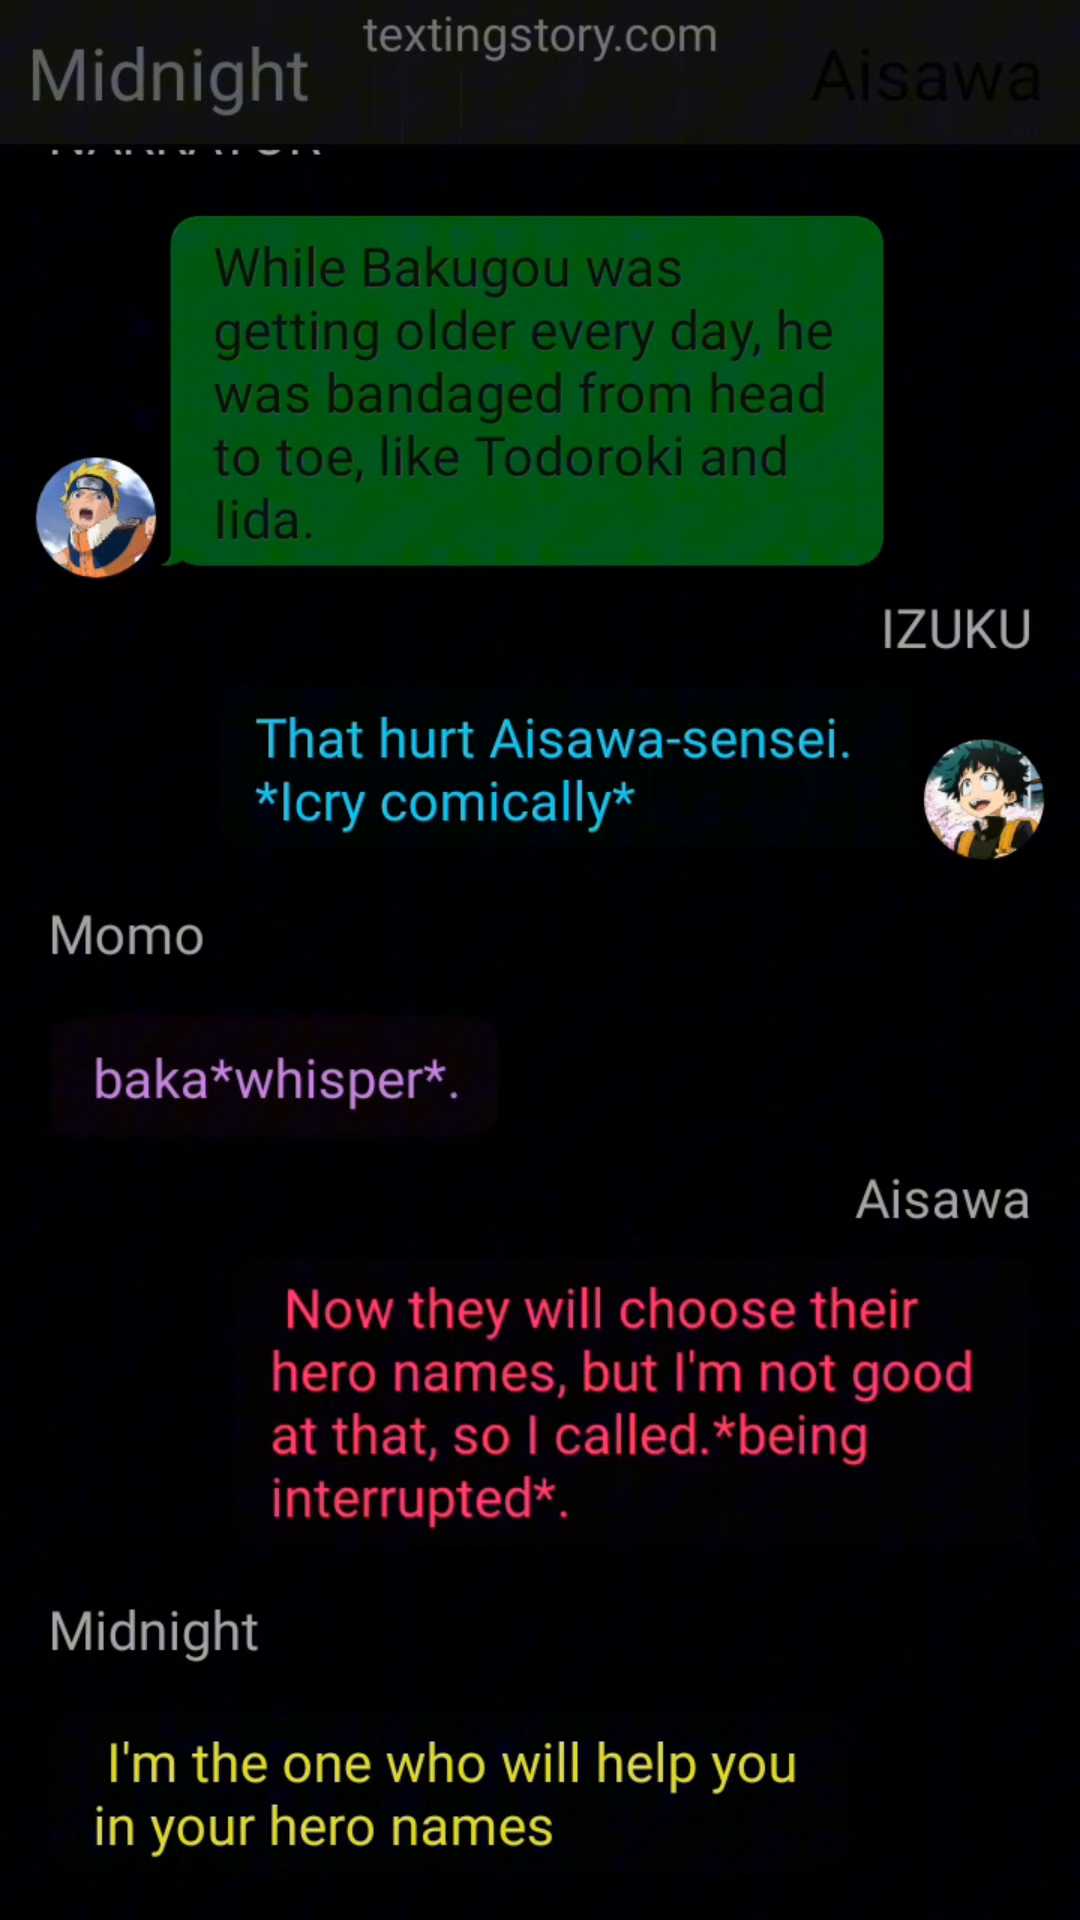 textingstory.com
Midnight
Aisawa
NARRATOR
While Bakugou was
getting older every day, he
was bandaged from head
to toe, like Todoroki and
Iida.
IZUKU
That hurt Aisawa-sensei.
*Icry comically*
Momo
baka*whisper*.
Aisawa
Now they will choose their
hero names, but I'm not good
at that, so I called.*being
interrupted*.
Midnight
I'm the one who will help you
in your hero names